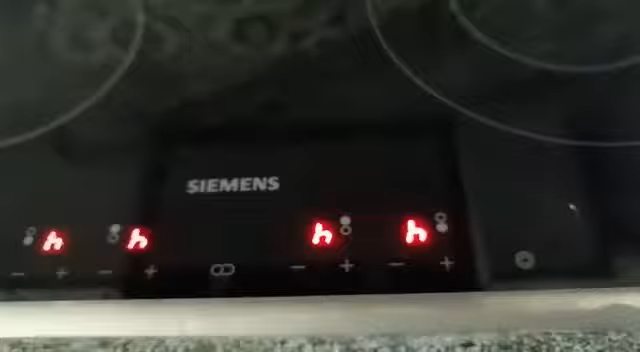 SIEMENS
h h h h
- + - + - + - +